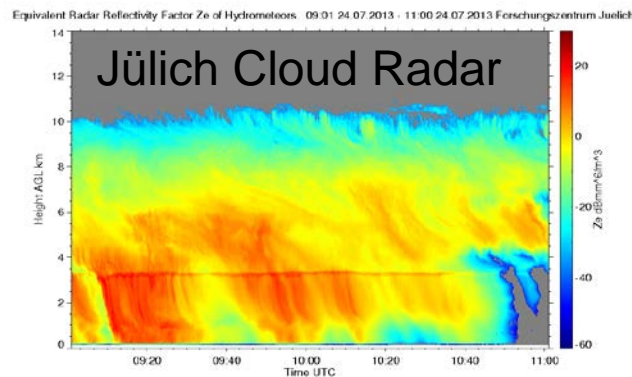 Equivalent Radar Reflectivity Factor Ze of Hydrometeors 09:01 24.07.2013 - 11:00 24.07.2013 Forschungszentrum Juelich
Jülich Cloud Radar
14
12
10
8
6
4
2
0
Height AGL km
09:20 09:40 10:00 10:20 10:40 11:00
Time UTC
20
0
-20
-40
-60
Ze dBmm^6/m^3